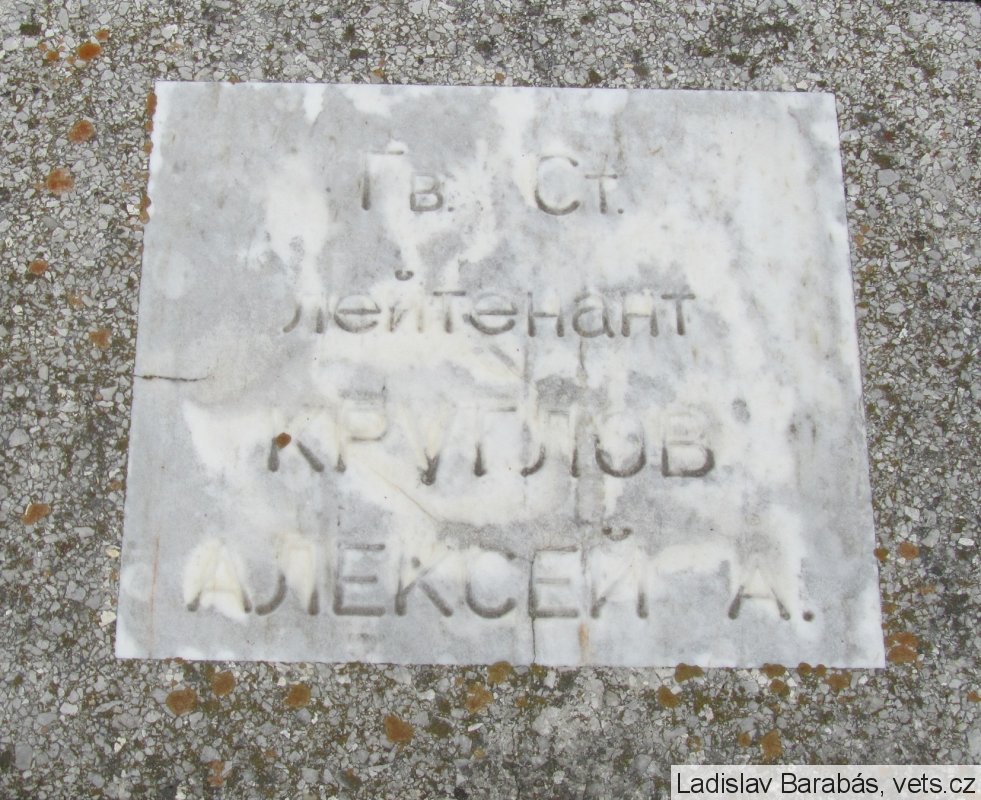 Гв. Ст.
лейтенант
КРУГЛОВ
АЛЕКСЕЙ А.
Ladislav Barabás, vets.cz